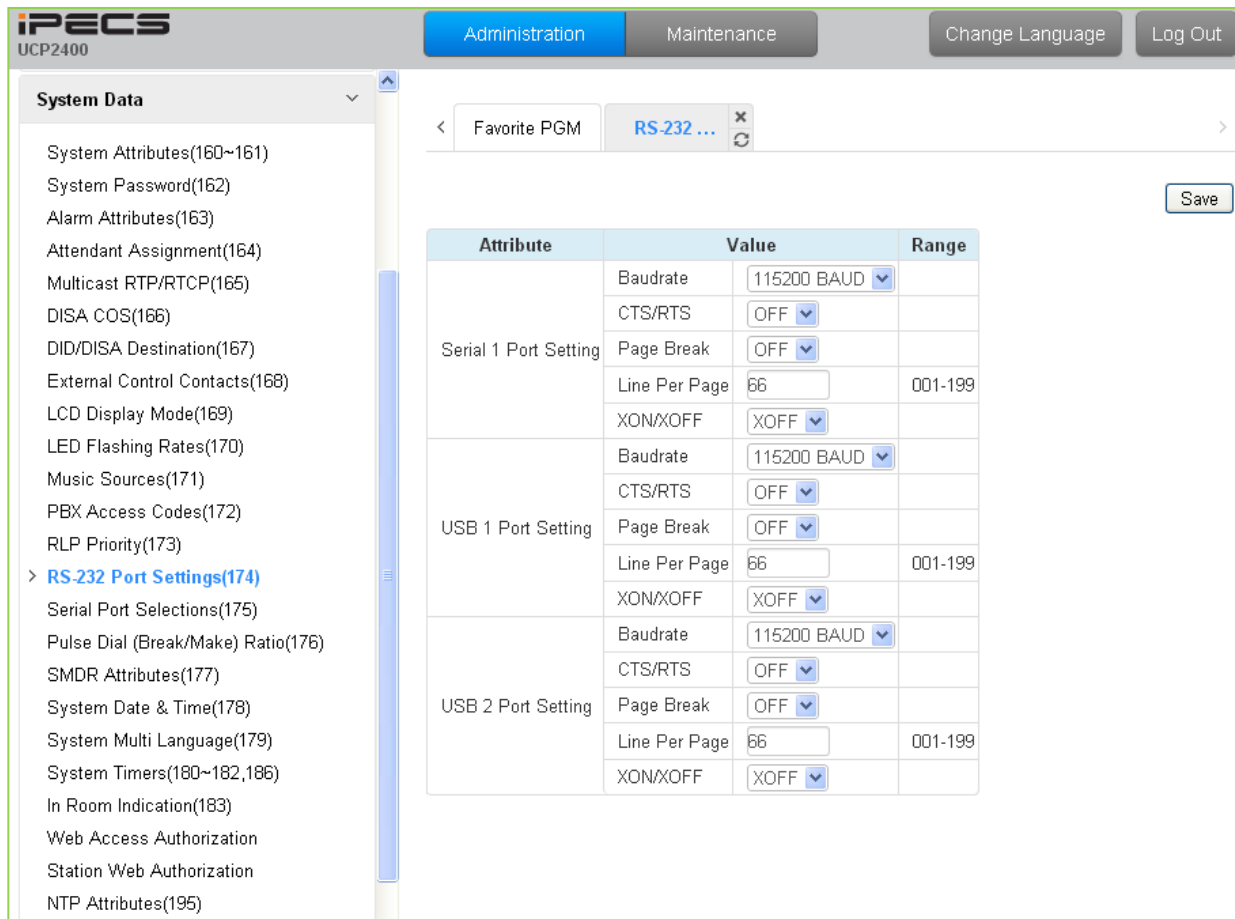 iPECS
UCP2400
Administration
Maintenance
Change Language
Log Out
System Data
System Attributes(160~161)
System Password(162)
Alarm Attributes(163)
Attendant Assignment(164)
Multicast RTP/RTCP(165)
DISA COS(166)
DID/DISA Destination(167)
External Control Contacts(168)
LCD Display Mode(169)
LED Flashing Rates(170)
Music Sources(171)
PBX Access Codes(172)
RLP Priority(173)
RS-232 Port Settings(174)
Serial Port Selections(175)
Pulse Dial (Break/Make) Ratio(176)
SMDR Attributes(177)
System Date & Time(178)
System Multi Language(179)
System Timers(180~182,186)
In Room Indication(183)
Web Access Authorization
Station Web Authorization
NTP Attributes(195)
Favorite PGM
RS-232 ...
Save
Attribute Value Range
Serial 1 Port Setting
Baudrate 115200 BAUD
CTS/RTS OFF
Page Break OFF
Line Per Page 66 001-199
XON/XOFF XOFF
USB 1 Port Setting
Baudrate 115200 BAUD
CTS/RTS OFF
Page Break OFF
Line Per Page 66 001-199
XON/XOFF XOFF
USB 2 Port Setting
Baudrate 115200 BAUD
CTS/RTS OFF
Page Break OFF
Line Per Page 66 001-199
XON/XOFF XOFF